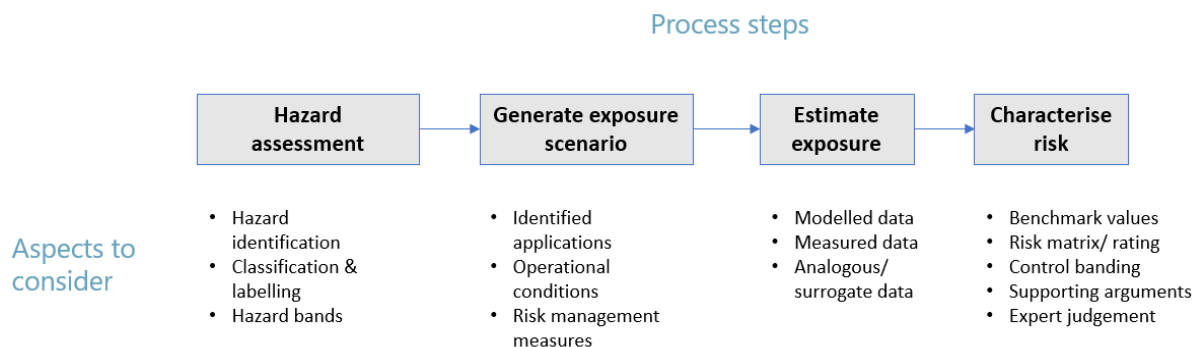 Process steps
Hazard
assessment
Generate exposure
scenario
Estimate
exposure
Characterise
risk
Aspects to
consider
• Hazard
identification
• Classification &
labelling
• Hazard bands
• Identified
applications
• Operational
conditions
• Risk management
measures
• Modelled data
• Measured data
• Analogous/
surrogate data
• Benchmark values
• Risk matrix/ rating
• Control banding
• Supporting arguments
• Expert judgement